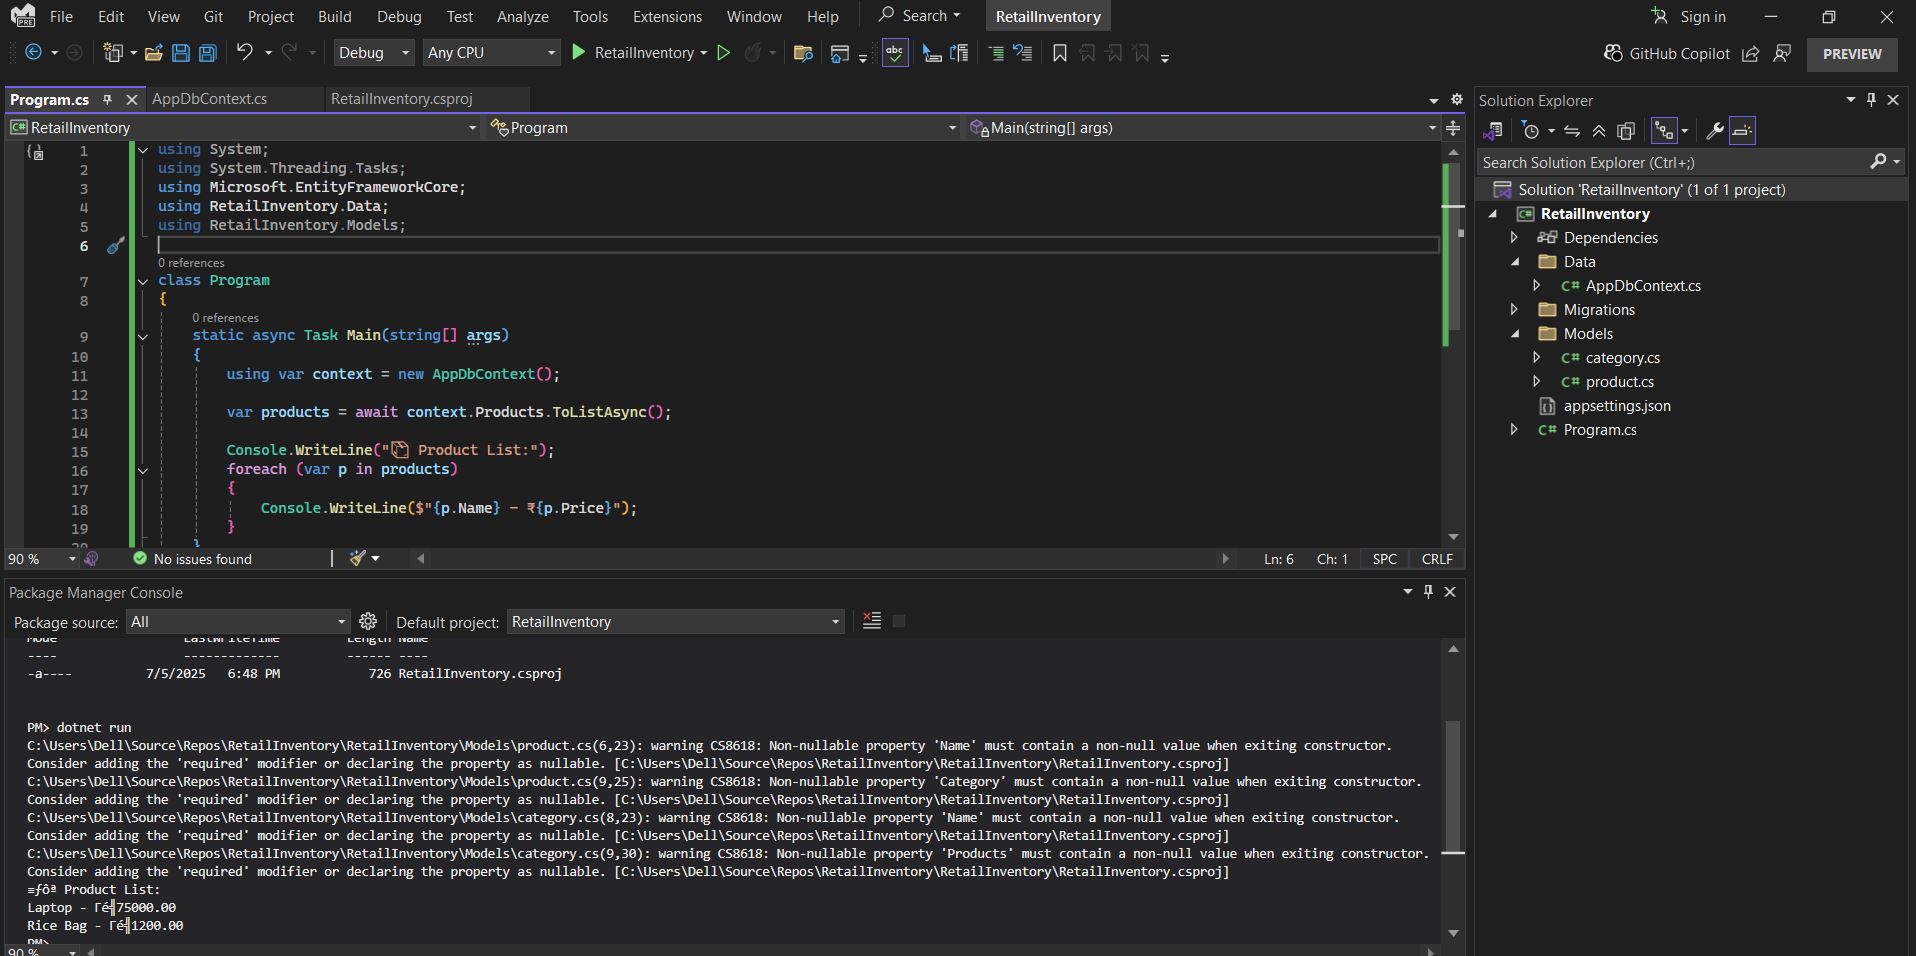 File Edit View Git Project Build Debug Test Analyze Tools Extensions Window Help Search RetailInventory Sign in
Debug Any CPU RetailInventory abc GitHub Copilot PREVIEW
Program.cs AppDbContext.cs RetailInventory.csproj
RetailInventory Program Main(string[] args)
1 using System;
2 using System.Threading.Tasks;
3 using Microsoft.EntityFrameworkCore;
4 using RetailInventory.Data;
5 using RetailInventory.Models;
6
0 references
7 class Program
8 {
0 references
9 static async Task Main(string[] args)
10 {
11 using var context = new AppDbContext();
12
13 var products = await context.Products.ToListAsync();
14
15 Console.WriteLine("📋 Product List:");
16 foreach (var p in products)
17 {
18 Console.WriteLine($"{p.Name} - ₹{p.Price}");
19 }
20 }
90 % No issues found Ln: 6 Ch: 1 SPC CRLF
Package Manager Console
Package source: All Default project: RetailInventory
Mode LastWriteTime Length Name
---- ------------- ------ ----
-a---- 7/5/2025 6:48 PM 726 RetailInventory.csproj
PM> dotnet run
C:\Users\Dell\Source\Repos\RetailInventory\RetailInventory\Models\product.cs(6,23): warning CS8618: Non-nullable property 'Name' must contain a non-null value when exiting constructor.
Consider adding the 'required' modifier or declaring the property as nullable. [C:\Users\Dell\Source\Repos\RetailInventory\RetailInventory\RetailInventory.csproj]
C:\Users\Dell\Source\Repos\RetailInventory\RetailInventory\Models\product.cs(9,25): warning CS8618: Non-nullable property 'Category' must contain a non-null value when exiting constructor.
Consider adding the 'required' modifier or declaring the property as nullable. [C:\Users\Dell\Source\Repos\RetailInventory\RetailInventory\RetailInventory.csproj]
C:\Users\Dell\Source\Repos\RetailInventory\RetailInventory\Models\category.cs(8,23): warning CS8618: Non-nullable property 'Name' must contain a non-null value when exiting constructor.
Consider adding the 'required' modifier or declaring the property as nullable. [C:\Users\Dell\Source\Repos\RetailInventory\RetailInventory\RetailInventory.csproj]
C:\Users\Dell\Source\Repos\RetailInventory\RetailInventory\Models\category.cs(9,30): warning CS8618: Non-nullable property 'Products' must contain a non-null value when exiting constructor.
Consider adding the 'required' modifier or declaring the property as nullable. [C:\Users\Dell\Source\Repos\RetailInventory\RetailInventory\RetailInventory.csproj]
≡ƒôª Product List:
Laptop - Γé╣75000.00
Rice Bag - Γé╣1200.00
PM>
90 %
Solution Explorer
Search Solution Explorer (Ctrl+;)
Solution 'RetailInventory' (1 of 1 project)
RetailInventory
Dependencies
Data
C# AppDbContext.cs
Migrations
Models
C# category.cs
C# product.cs
appsettings.json
C# Program.cs